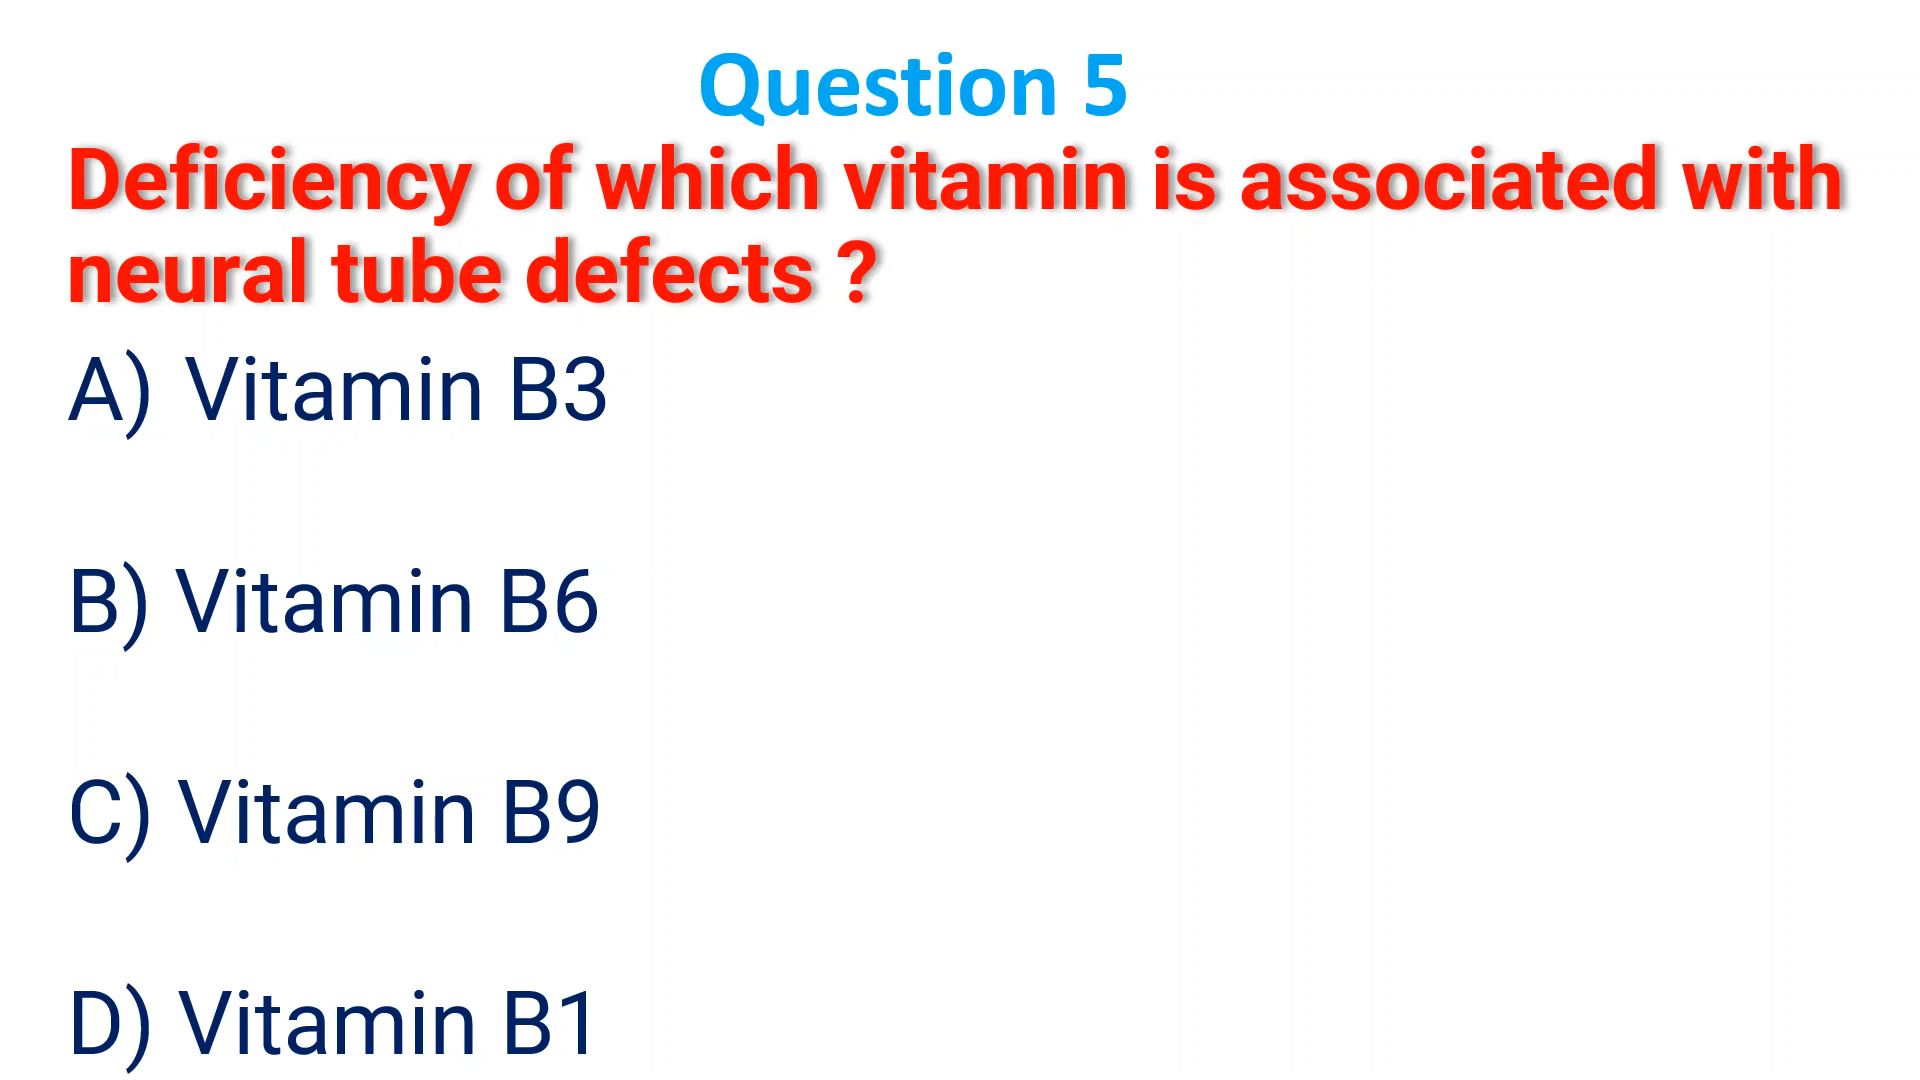 Question 5
Deficiency of which vitamin is associated with
neural tube defects ?
A) Vitamin B3
B) Vitamin B6
C) Vitamin B9
D) Vitamin B1